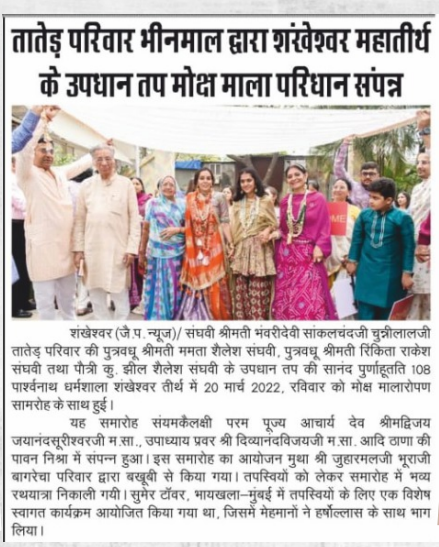 तातेड़ परिवार भीनमाल द्वारा शंखेश्वर महातीर्थ
के उपधान तप मोक्ष माला परिधान संपन्न
शंखेश्वर (जै.प.न्यूज)/ संघवी श्रीमती भंवरीदेवी सांकलचंदजी चुन्नीलालजी
तातेड़ परिवार की पुत्रवधू श्रीमती ममता शैलेश संघवी, पुत्रवधू श्रीमती रिंकिता राकेश
संघवी तथा पौत्री कु. झील शैलेश संघवी के उपधान तप की सानंद पुर्णाहूतति 108
पार्श्वनाथ धर्मशाला शंखेश्वर तीर्थ में 20 मार्च 2022, रविवार को मोक्ष मालारोपण
सामरोह के साथ हुई।
यह समारोह संयमकैलक्षी परम पूज्य आचार्य देव श्रीमद्विजय
जयानंदसूरीश्वरजी म.सा., उपाध्याय प्रवर श्री दिव्यानंदविजयजी म.सा. आदि ठाणा की
पावन निश्रा में संपन्न हुआ। इस समारोह का आयोजन मुथा श्री जुहारमलजी भूराजी
बागरेचा परिवार द्वारा बखूबी से किया गया। तपस्वियों को लेकर समारोह में भव्य
रथयात्रा निकाली गयी। सुमेर टॉवर, भायखला-मुंबई में तपस्वियों के लिए एक विशेष
स्वागत कार्यक्रम आयोजित किया गया था, जिसमें मेहमानों ने हर्षोल्लास के साथ भाग
लिया।